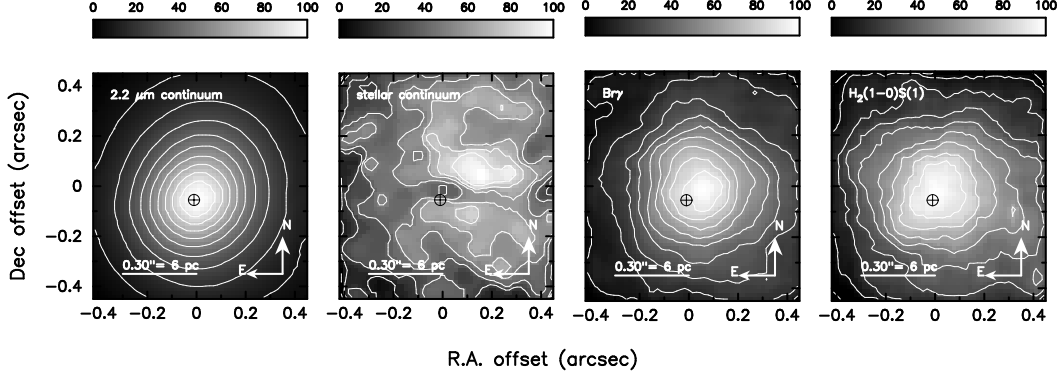 0 20 40 60 80 100 0 20 40 60 80 100 0 20 40 60 80 100 0 20 40 60 80 100
2.2 μm continuum
stellar continuum
Brγ
H₂(1-0)S(1)
0.4
0.2
0
−0.2
−0.4
Dec offset (arcsec)
N
E
0.30"= 6 pc
N
E
0.30"= 6 pc
N
E
0.30"= 6 pc
N
E
0.30"= 6 pc
−0.4 −0.2 0 0.2 0.4 −0.4 −0.2 0 0.2 0.4 −0.4 −0.2 0 0.2 0.4 −0.4 −0.2 0 0.2 0.4
R.A. offset (arcsec)